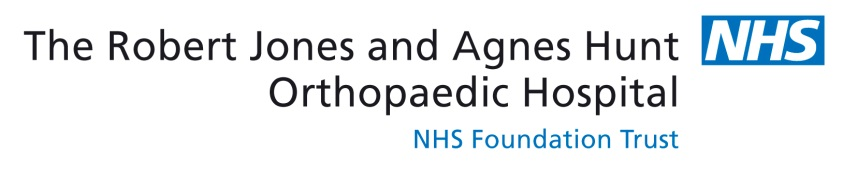 The Robert Jones and Agnes Hunt NHS
Orthopaedic Hospital
NHS Foundation Trust